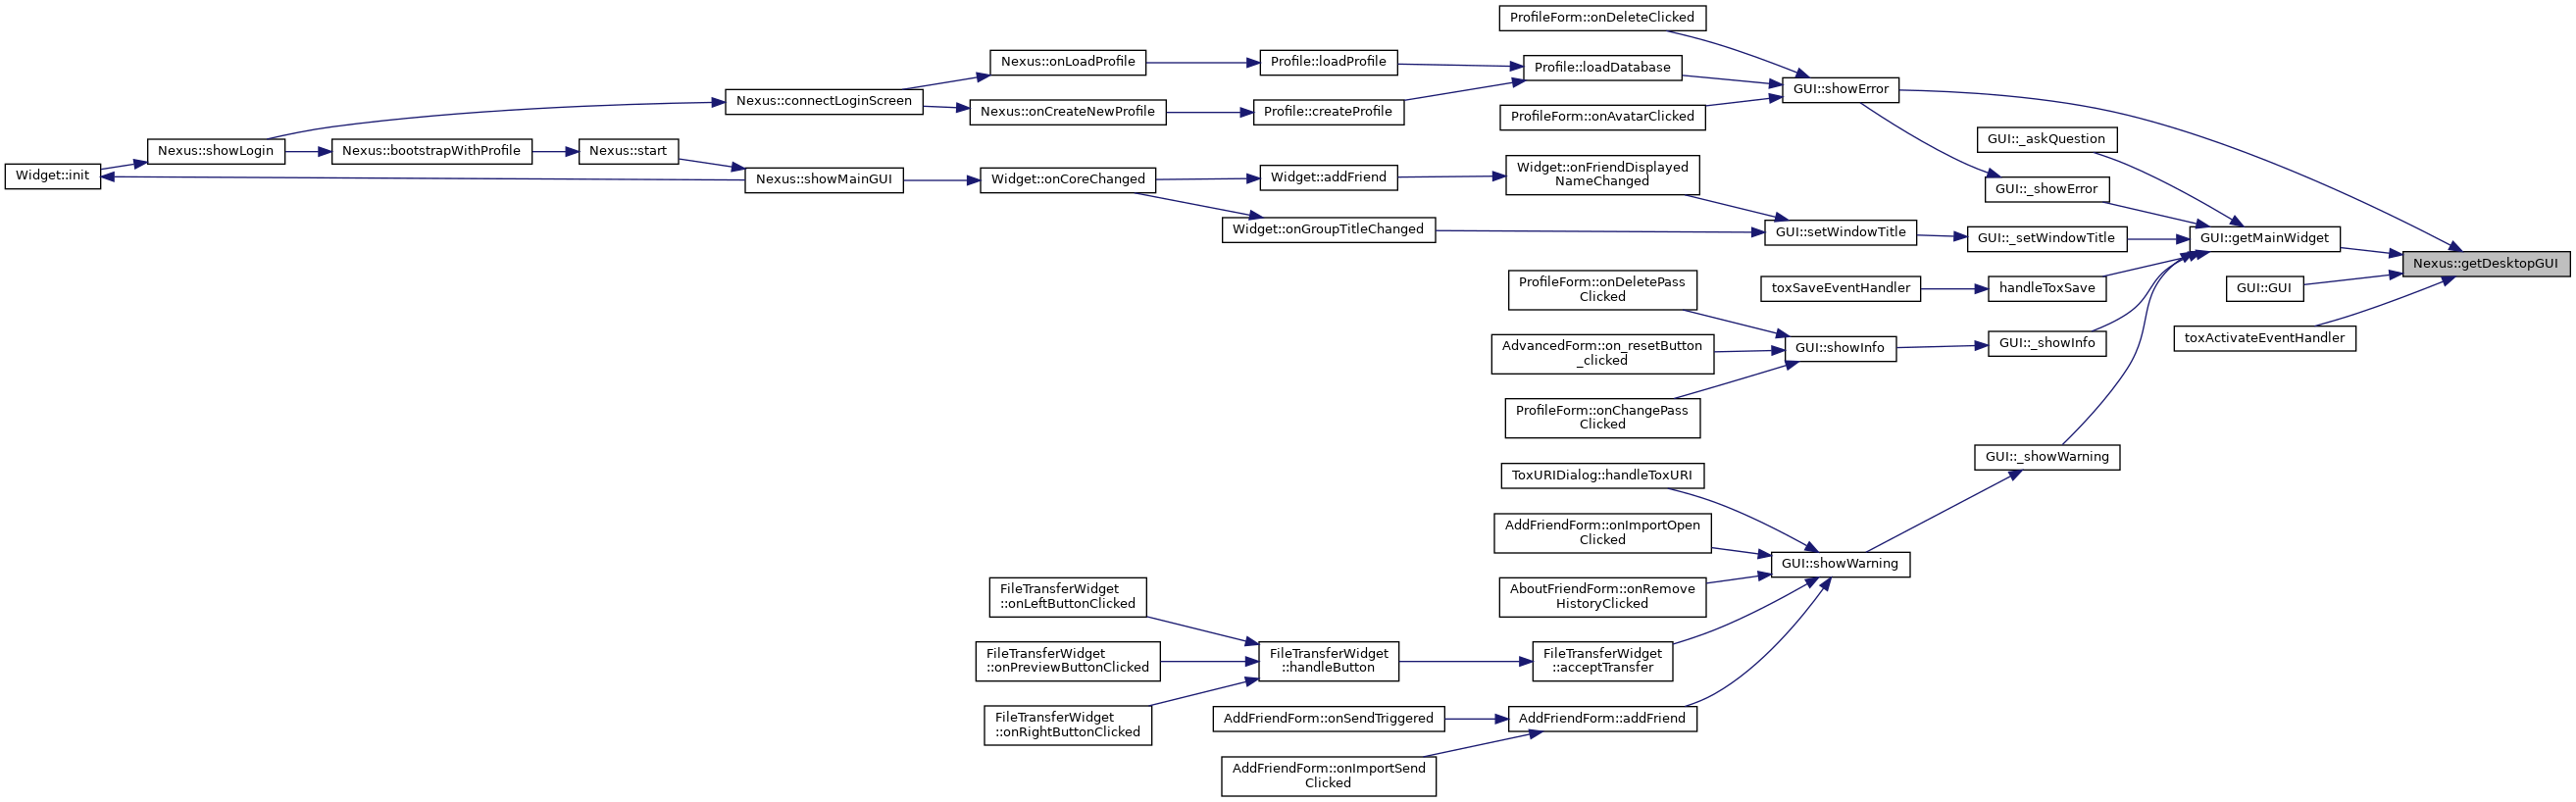 ProfileForm::onDeleteClicked
Nexus::onLoadProfile
Profile::loadProfile
Profile::loadDatabase
GUI::showError
Nexus::connectLoginScreen
Nexus::onCreateNewProfile
Profile::createProfile
ProfileForm::onAvatarClicked
GUI::_askQuestion
Nexus::showLogin
Nexus::bootstrapWithProfile
Nexus::start
Widget::init
Nexus::showMainGUI
Widget::onCoreChanged
Widget::addFriend
Widget::onFriendDisplayed
NameChanged
GUI::_showError
Widget::onGroupTitleChanged
GUI::setWindowTitle
GUI::_setWindowTitle
GUI::getMainWidget
Nexus::getDesktopGUI
ProfileForm::onDeletePass
Clicked
toxSaveEventHandler
handleToxSave
GUI::GUI
AdvancedForm::on_resetButton
_clicked
GUI::showInfo
GUI::_showInfo
toxActivateEventHandler
ProfileForm::onChangePass
Clicked
GUI::_showWarning
ToxURIDialog::handleToxURI
AddFriendForm::onImportOpen
Clicked
GUI::showWarning
AboutFriendForm::onRemove
HistoryClicked
FileTransferWidget
::onLeftButtonClicked
FileTransferWidget
::onPreviewButtonClicked
FileTransferWidget
::handleButton
FileTransferWidget
::acceptTransfer
FileTransferWidget
::onRightButtonClicked
AddFriendForm::onSendTriggered
AddFriendForm::addFriend
AddFriendForm::onImportSend
Clicked